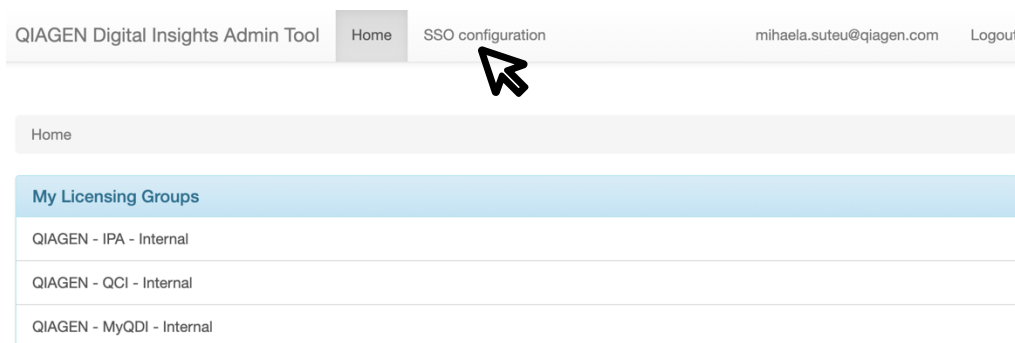 QIAGEN Digital Insights Admin Tool Home SSO configuration mihaela.suteu@qiagen.com Logout
Home
My Licensing Groups
QIAGEN - IPA - Internal
QIAGEN - QCI - Internal
QIAGEN - MyQDI - Internal